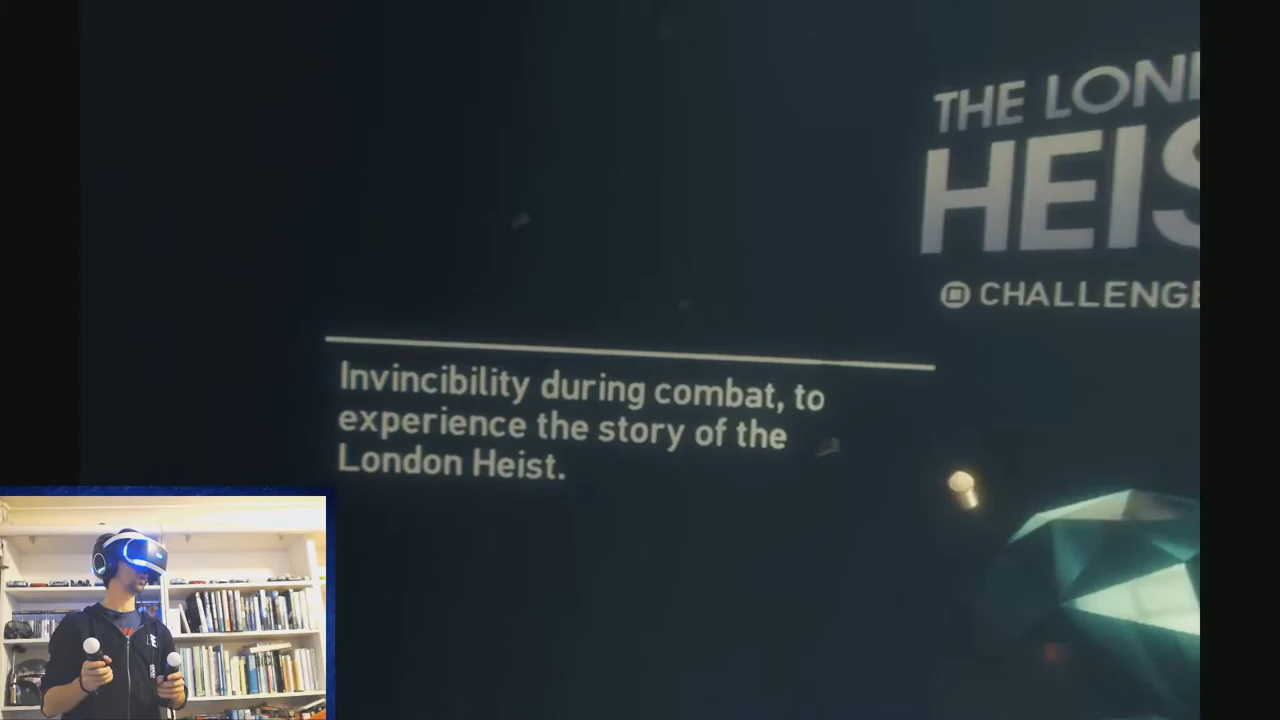 THE LON
HEIS
CHALLENGE
Invincibility during combat, to
experience the story of the
London Heist.